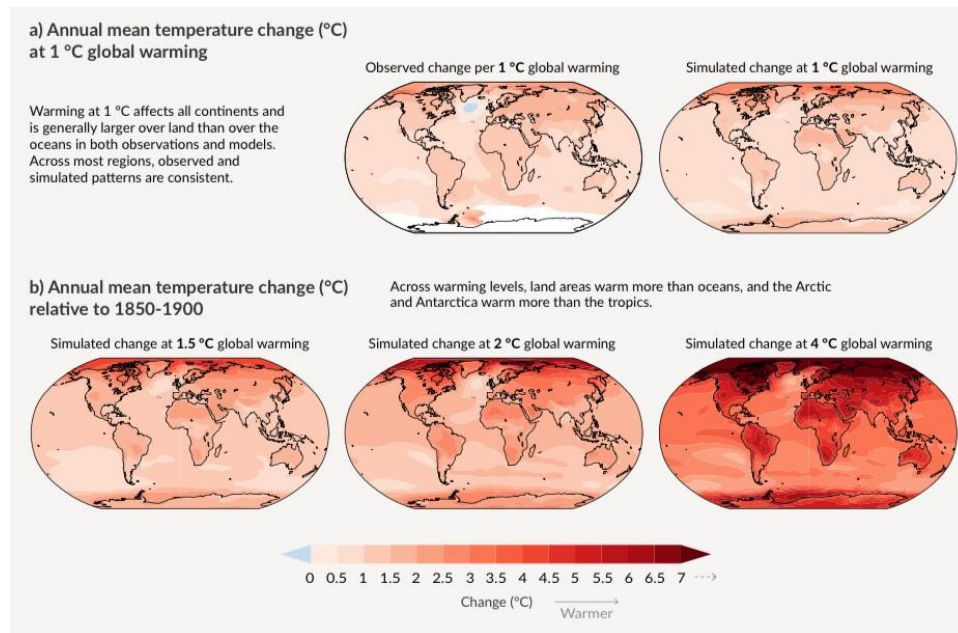 a) Annual mean temperature change (°C)
at 1 °C global warming
Warming at 1 °C affects all continents and
is generally larger over land than over the
oceans in both observations and models.
Across most regions, observed and
simulated patterns are consistent.
Observed change per 1 °C global warming
Simulated change at 1 °C global warming
b) Annual mean temperature change (°C)
relative to 1850-1900
Across warming levels, land areas warm more than oceans, and the Arctic
and Antarctica warm more than the tropics.
Simulated change at 1.5 °C global warming
Simulated change at 2 °C global warming
Simulated change at 4 °C global warming
0 0.5 1 1.5 2 2.5 3 3.5 4 4.5 5 5.5 6 6.5 7
Change (°C)
Warmer